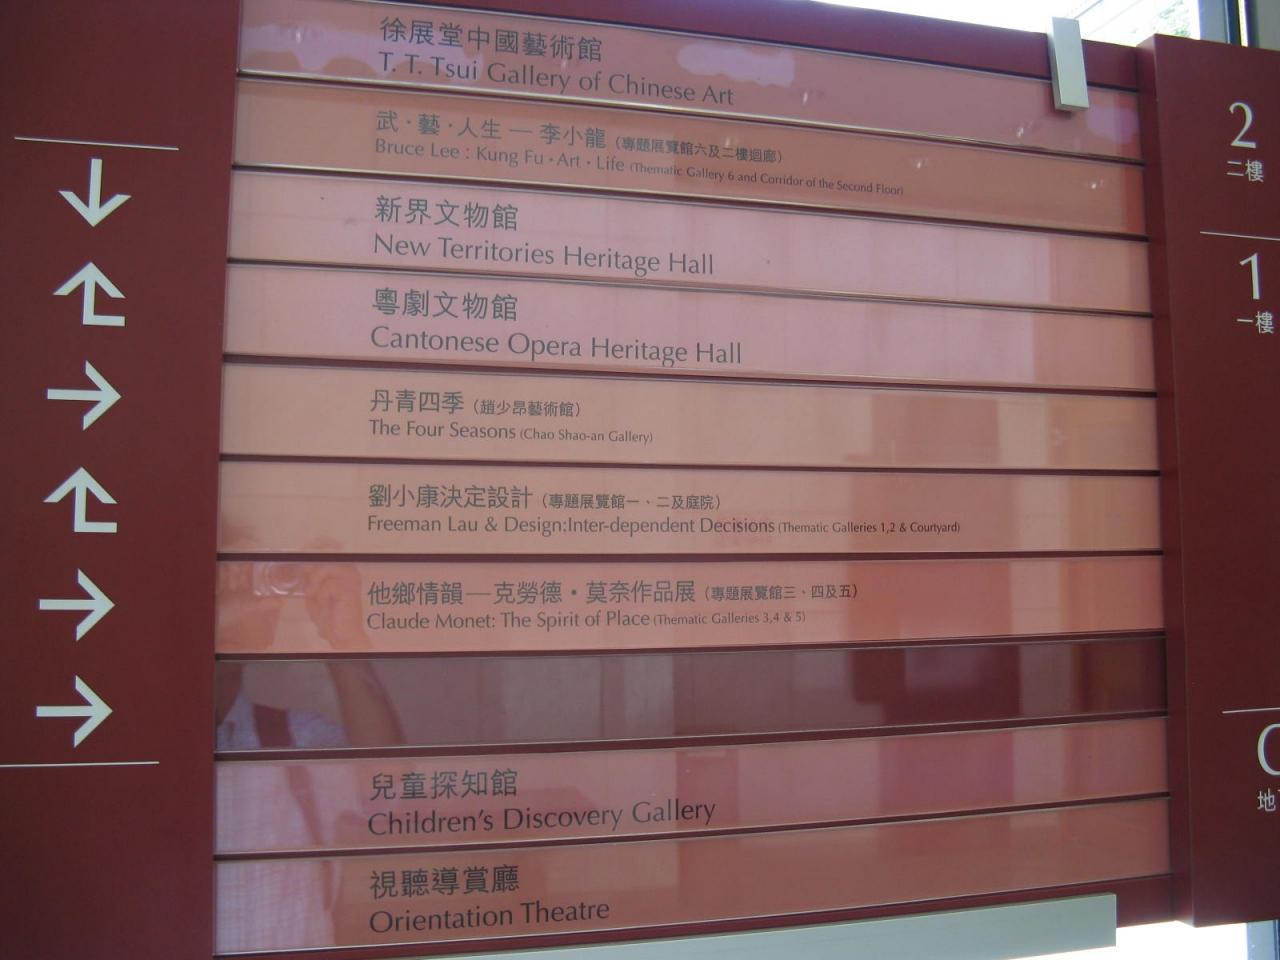 徐展堂中國藝術館
T. T. Tsui Gallery of Chinese Art
武·藝·人生 — 李小龍 (專題展覽館六及二樓迴廊)
Bruce Lee : Kung Fu · Art · Life (Thematic Gallery 6 and Corridor of the Second Floor)
2
二樓
新界文物館
New Territories Heritage Hall
粵劇文物館
Cantonese Opera Heritage Hall
1
一樓
丹青四季 (趙少昂藝術館)
The Four Seasons (Chao Shao-an Gallery)
劉小康決定設計 (專題展覽館一、二及庭院)
Freeman Lau & Design:Inter-dependent Decisions (Thematic Galleries 1,2 & Courtyard)
他鄉情韻—克勞德·莫奈作品展 (專題展覽館三、四及五)
Claude Monet: The Spirit of Place (Thematic Galleries 3,4 & 5)
兒童探知館
Children's Discovery Gallery
地
視聽導賞廳
Orientation Theatre